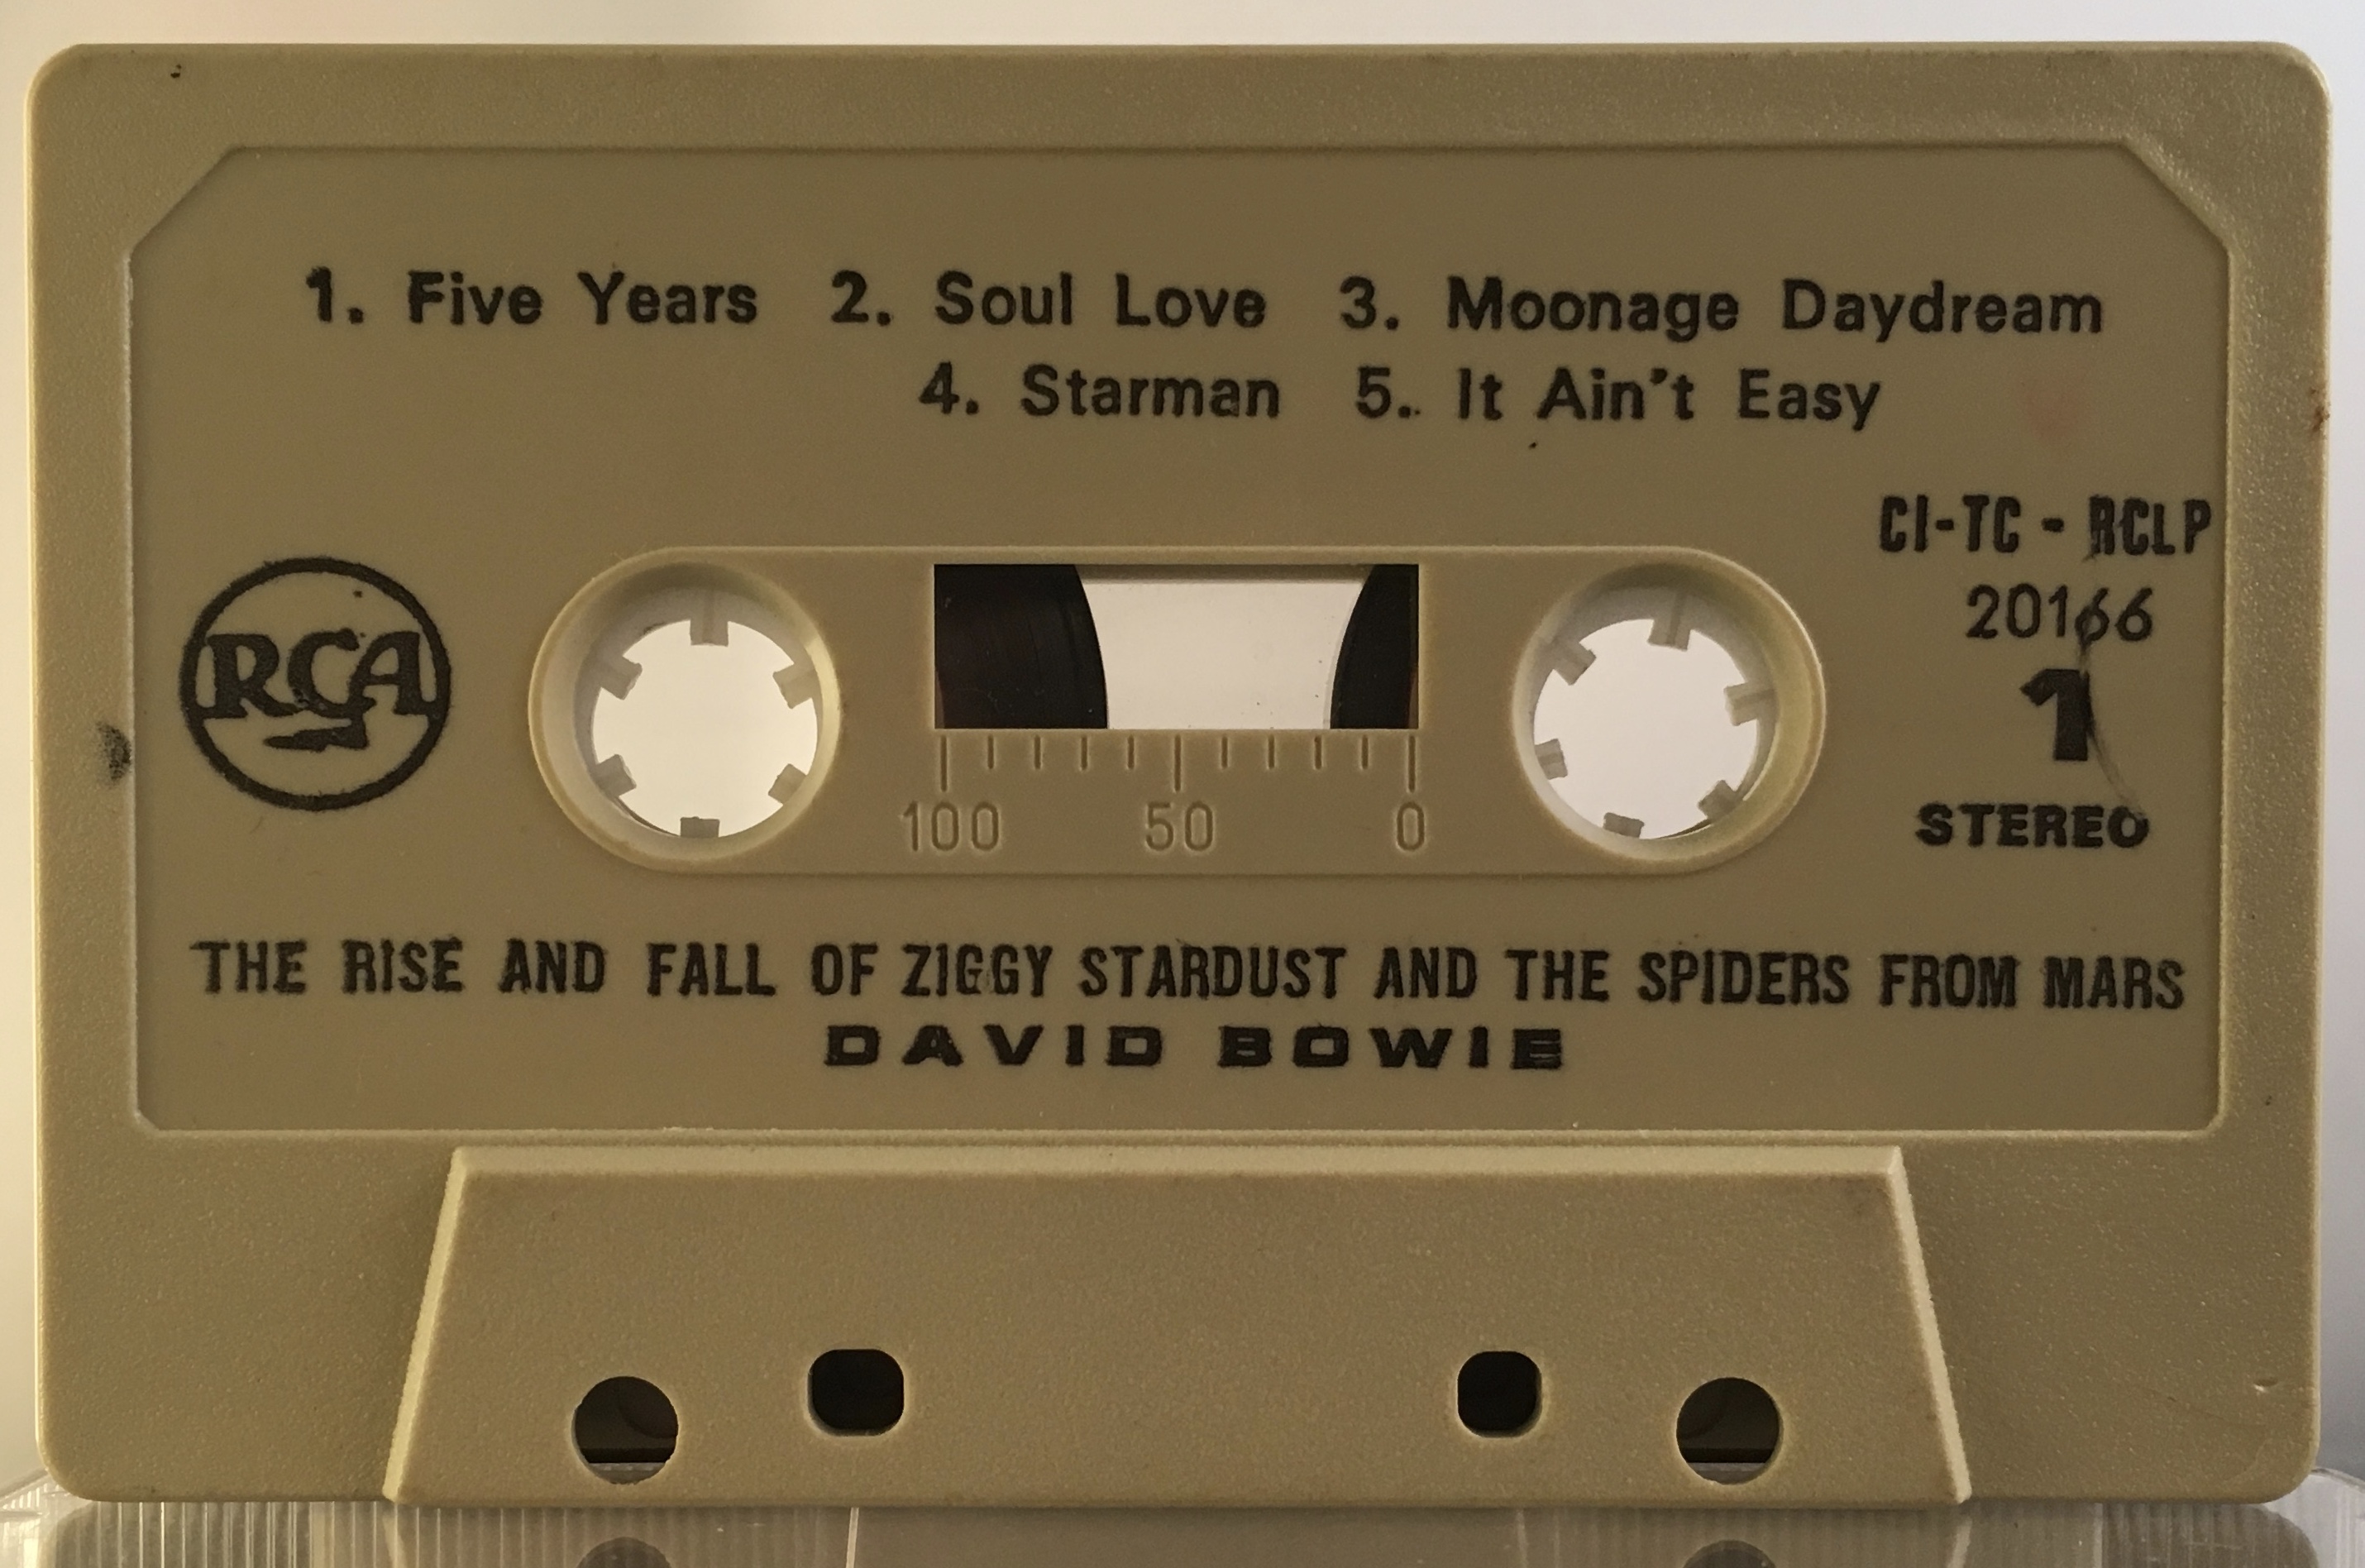 1. Five Years 2. Soul Love 3. Moonage Daydream
4. Starman 5. It Ain't Easy
CI-TC - RCLP
20166
RCA
1
STEREO
100 50 0
THE RISE AND FALL OF ZIGGY STARDUST AND THE SPIDERS FROM MARS
DAVID BOWIE